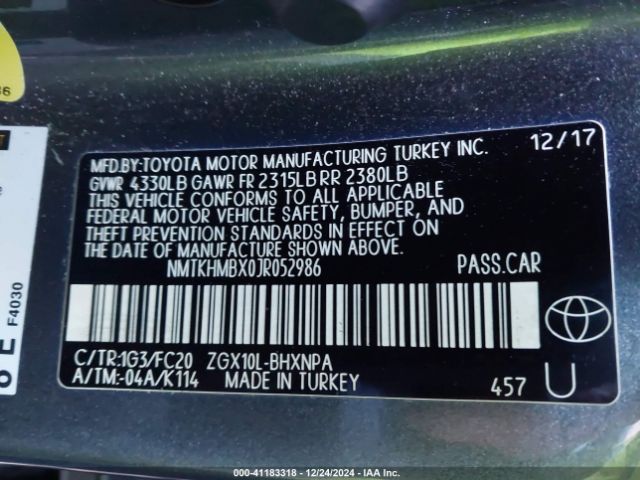 12/17
MFD.BY:TOYOTA MOTOR MANUFACTURING TURKEY INC.
GVWR 4330LB GAWR FR 2315LB RR 2380LB
THIS VEHICLE CONFORMS TO ALL APPLICABLE
FEDERAL MOTOR VEHICLE SAFETY, BUMPER, AND
THEFT PREVENTION STANDARDS IN EFFECT ON
THE DATE OF MANUFACTURE SHOWN ABOVE.
NMTKHMBX0JR052986 PASS.CAR
C/TR:1G3/FC20 ZGX10L-BHXNPA
A/TM:-04A/K114 MADE IN TURKEY
457 U
F4030
000-41183318 - 12/24/2024 - IAA Inc.